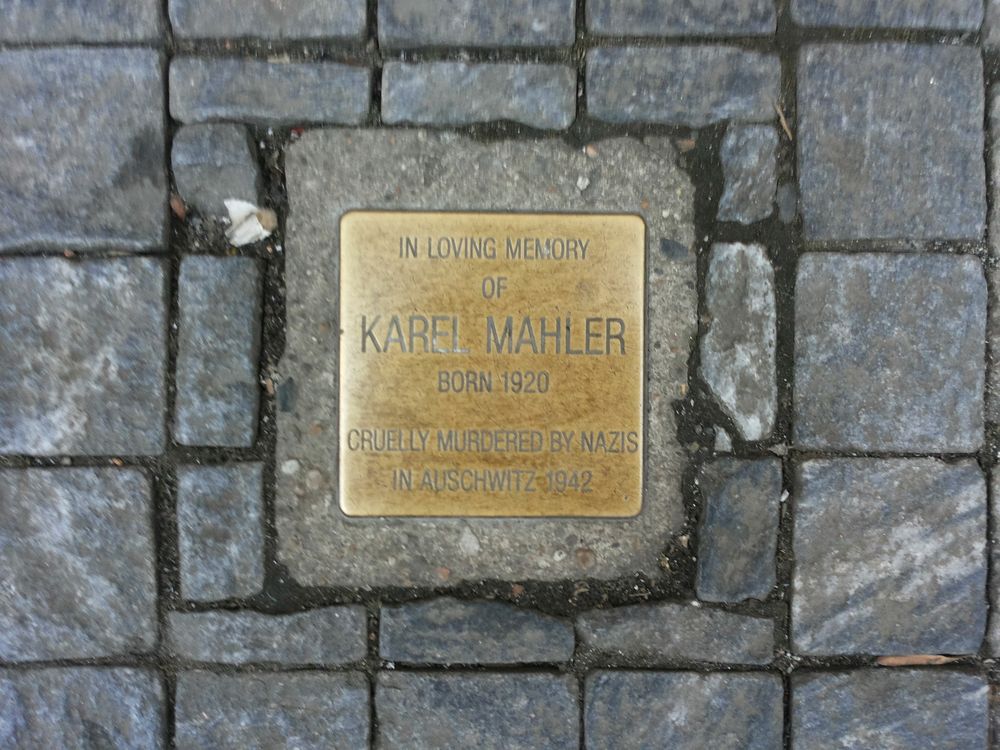 IN LOVING MEMORY
OF
KAREL MAHLER
BORN 1920
CRUELLY MURDERED BY NAZIS
IN AUSCHWITZ 1942